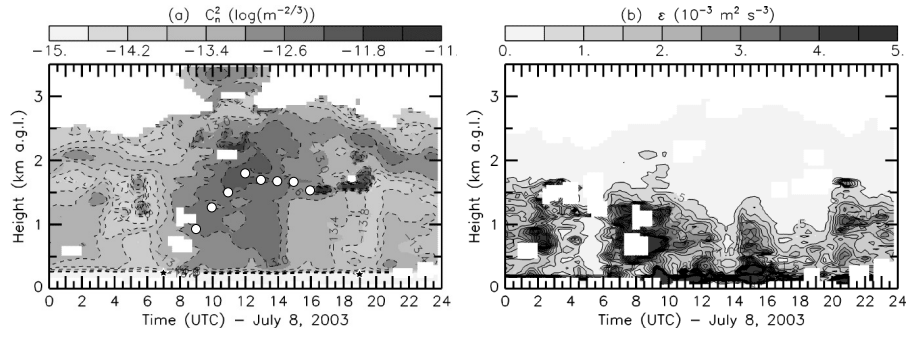 (a) C_n^2 (log(m^-2/3))
-15. -14.2 -13.4 -12.6 -11.8 -11.
Height (km a.g.l.)
3
2
1
0
0 2 4 6 8 10 12 14 16 18 20 22 24
Time (UTC) – July 8, 2003
(b) ε (10^-3 m^2 s^-3)
0. 1. 2. 3. 4. 5.
Height (km a.g.l.)
3
2
1
0
0 2 4 6 8 10 12 14 16 18 20 22 24
Time (UTC) – July 8, 2003